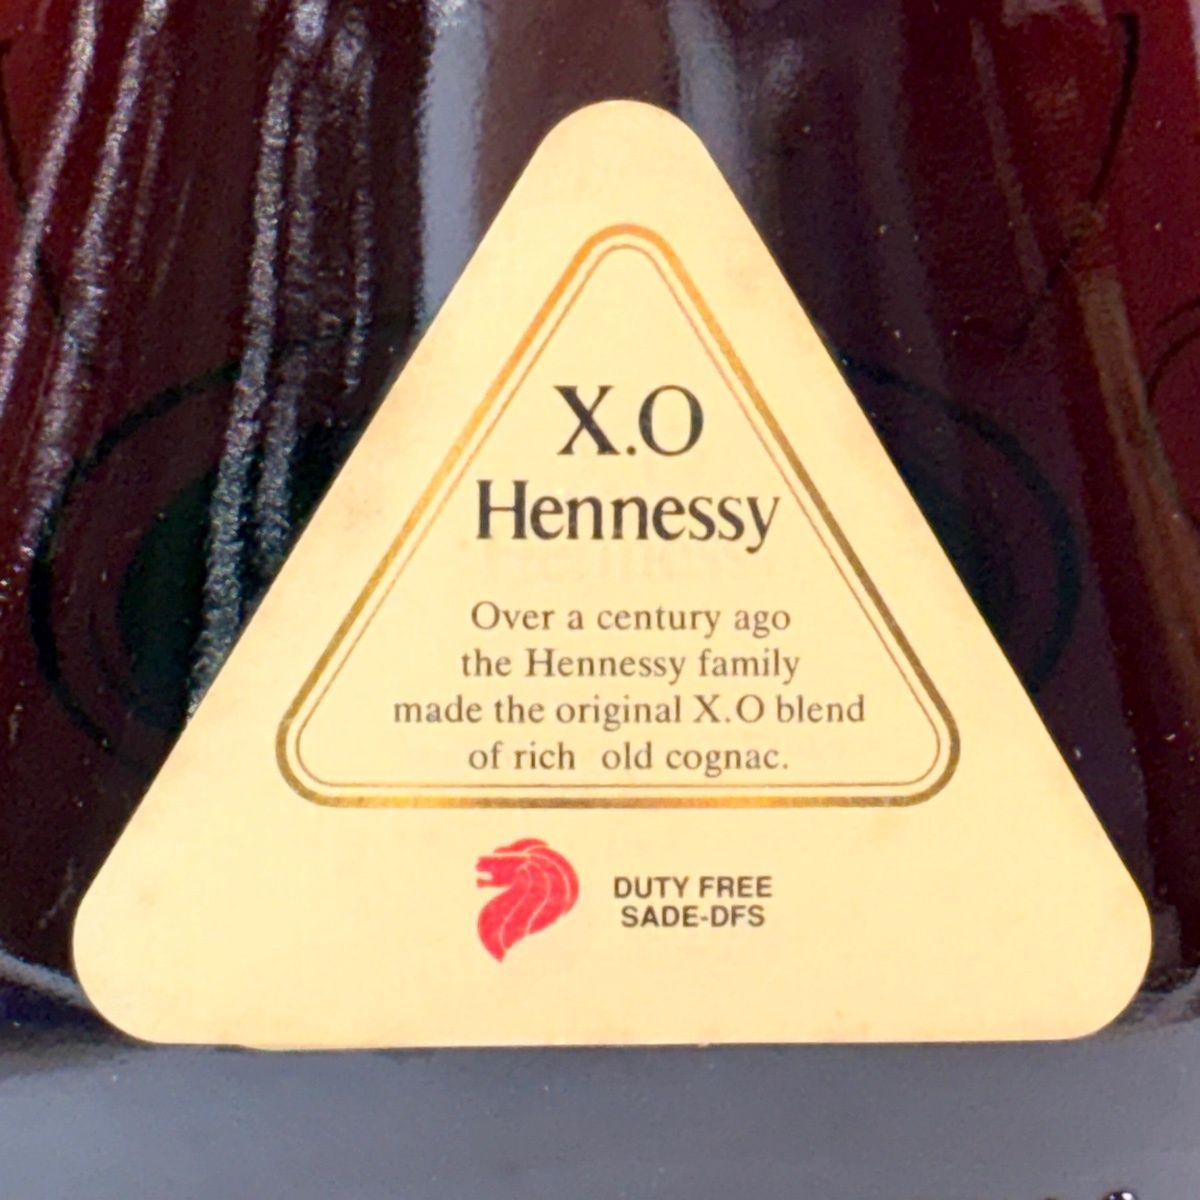 X.O
Hennessy
Over a century ago
the Hennessy family
made the original X.O blend
of rich old cognac.
DUTY FREE
SADE-DFS